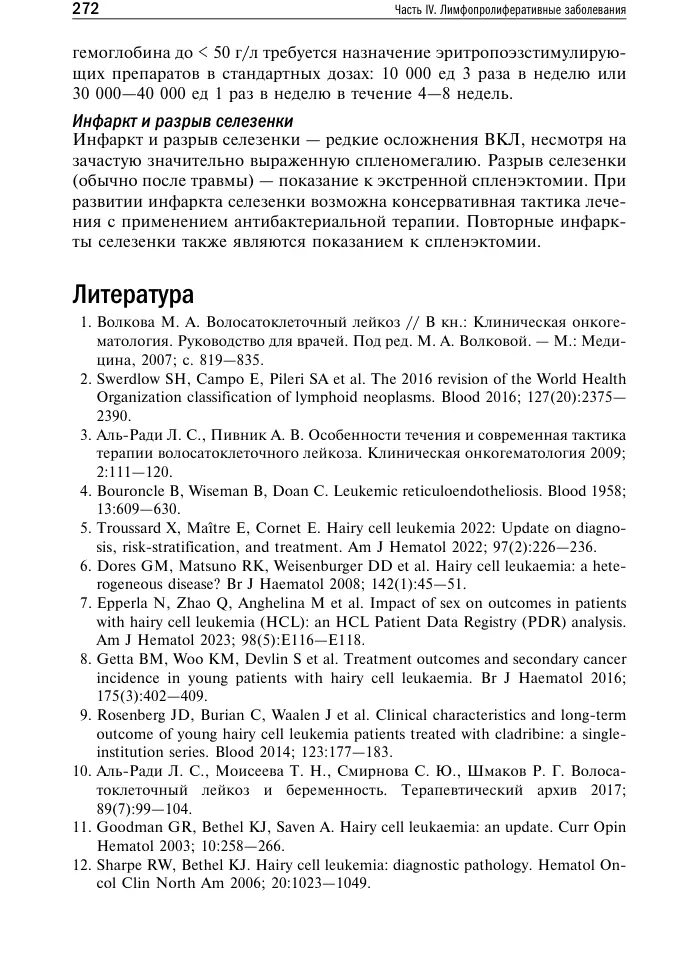 272
Часть IV. Лимфопролиферативные заболевания
гемоглобина до < 50 г/л требуется назначение эритропоэзстимулирую-
щих препаратов в стандартных дозах: 10 000 ед 3 раза в неделю или
30 000—40 000 ед 1 раз в неделю в течение 4—8 недель.
Инфаркт и разрыв селезенки
Инфаркт и разрыв селезенки — редкие осложнения ВКЛ, несмотря на
зачастую значительно выраженную спленомегалию. Разрыв селезенки
(обычно после травмы) — показание к экстренной спленэктомии. При
развитии инфаркта селезенки возможна консервативная тактика лече-
ния с применением антибактериальной терапии. Повторные инфарк-
ты селезенки также являются показанием к спленэктомии.
Литература
1. Волкова М. А. Волосатоклеточный лейкоз // В кн.: Клиническая онкоге-
матология. Руководство для врачей. Под ред. М. А. Волковой. — М.: Меди-
цина, 2007; с. 819—835.
2. Swerdlow SH, Campo E, Pileri SA et al. The 2016 revision of the World Health
Organization classification of lymphoid neoplasms. Blood 2016; 127(20):2375—
2390.
3. Аль-Ради Л. С., Пивник А. В. Особенности течения и современная тактика
терапии волосатоклеточного лейкоза. Клиническая онкогематология 2009;
2:111—120.
4. Bouroncle B, Wiseman B, Doan C. Leukemic reticuloendotheliosis. Blood 1958;
13:609—630.
5. Troussard X, Maître E, Cornet E. Hairy cell leukemia 2022: Update on diagno-
sis, risk-stratification, and treatment. Am J Hematol 2022; 97(2):226—236.
6. Dores GM, Matsuno RK, Weisenburger DD et al. Hairy cell leukaemia: a hete-
rogeneous disease? Br J Haematol 2008; 142(1):45—51.
7. Epperla N, Zhao Q, Anghelina M et al. Impact of sex on outcomes in patients
with hairy cell leukemia (HCL): an HCL Patient Data Registry (PDR) analysis.
Am J Hematol 2023; 98(5):E116—E118.
8. Getta BM, Woo KM, Devlin S et al. Treatment outcomes and secondary cancer
incidence in young patients with hairy cell leukaemia. Br J Haematol 2016;
175(3):402—409.
9. Rosenberg JD, Burian C, Waalen J et al. Clinical characteristics and long-term
outcome of young hairy cell leukemia patients treated with cladribine: a single-
institution series. Blood 2014; 123:177—183.
10. Аль-Ради Л. С., Моисеева Т. Н., Смирнова С. Ю., Шмаков Р. Г. Волоса-
токлеточный лейкоз и беременность. Терапевтический архив 2017;
89(7):99—104.
11. Goodman GR, Bethel KJ, Saven A. Hairy cell leukaemia: an update. Curr Opin
Hematol 2003; 10:258—266.
12. Sharpe RW, Bethel KJ. Hairy cell leukemia: diagnostic pathology. Hematol On-
col Clin North Am 2006; 20:1023—1049.